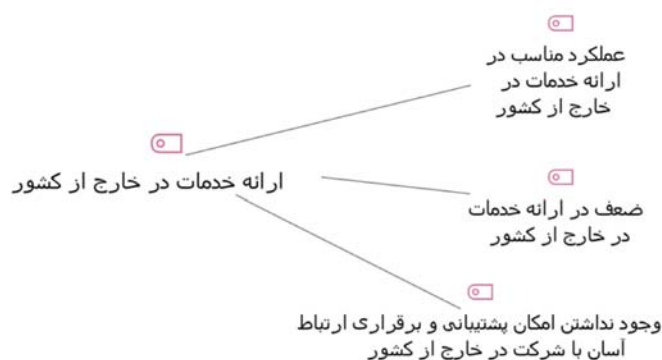 عملکرد مناسب در
ارائه خدمات در
خارج از کشور
ارائه خدمات در خارج از کشور
ضعف در ارائه خدمات
در خارج از کشور
وجود نداشتن امکان پشتیبانی و برقراری ارتباط
آسان با شرکت در خارج از کشور